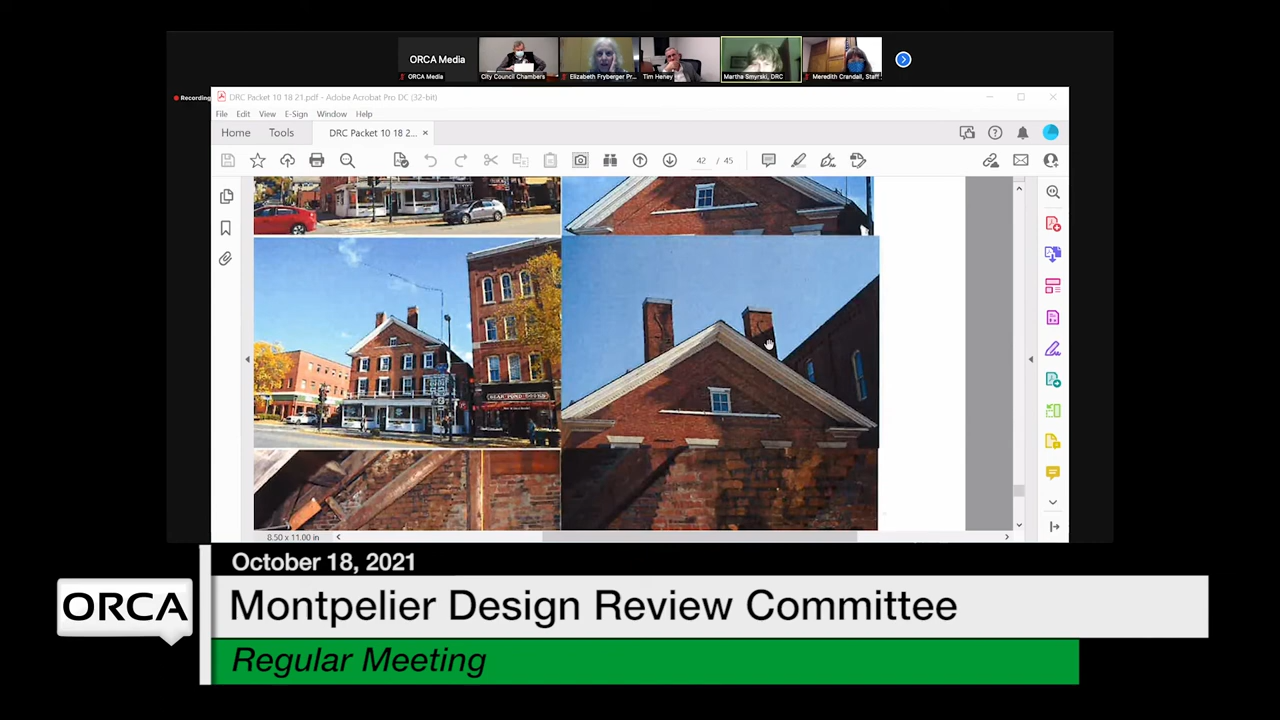 ORCA Media
ORCA Media
City Council Chambers
Elizabeth Fryberger Pr...
Tim Heney
Martha Smyrski, DRC
Meredith Crandall, Staff
Recording
DRC Packet 10 18 21.pdf - Adobe Acrobat Pro DC (32-bit)
File Edit View E-Sign Window Help
Home Tools DRC Packet 10 18 2... ×
42 / 45
8.50 x 11.00 in
October 18, 2021
ORCA
Montpelier Design Review Committee
Regular Meeting